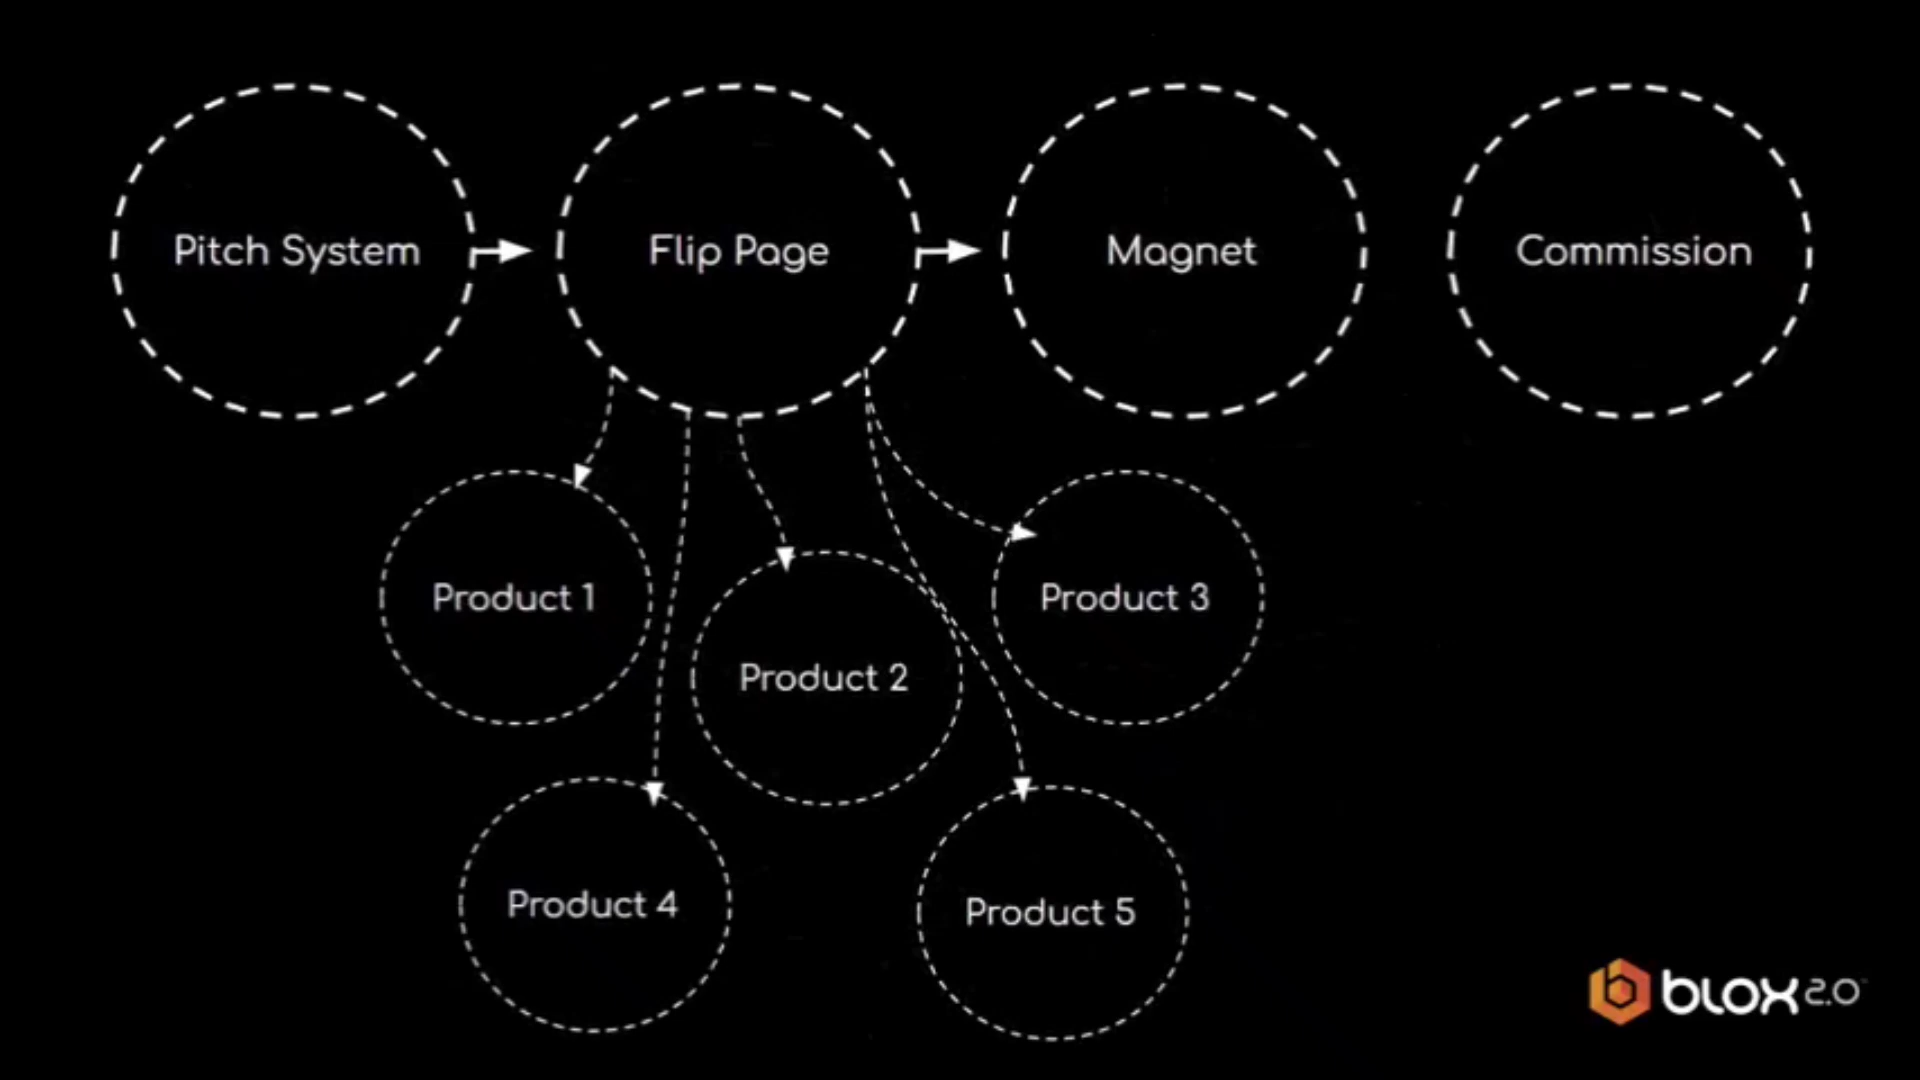 Pitch System
Flip Page
Magnet
Commission
Product 1
Product 2
Product 3
Product 4
Product 5
blox 2.0